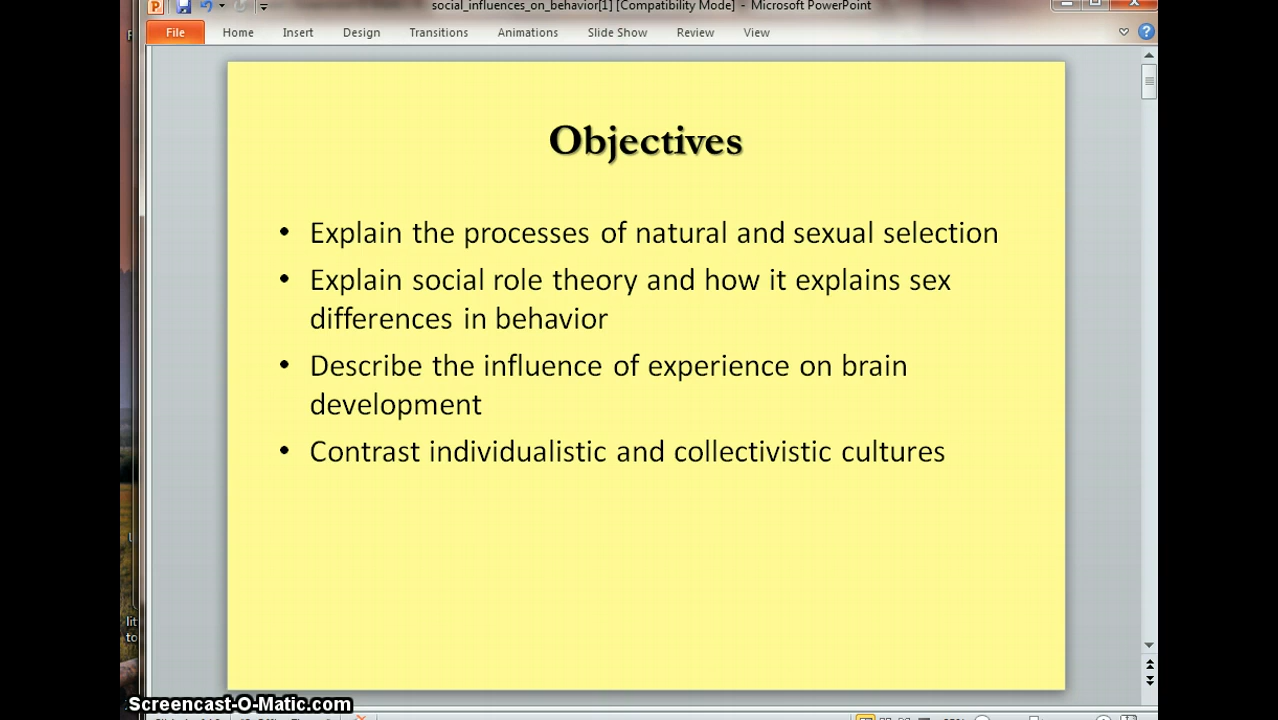 social_influences_on_behavior[1] [Compatibility Mode] - Microsoft PowerPoint
File Home Insert Design Transitions Animations Slide Show Review View
Objectives
• Explain the processes of natural and sexual selection
• Explain social role theory and how it explains sex
differences in behavior
• Describe the influence of experience on brain
development
• Contrast individualistic and collectivistic cultures
lit
to
Screencast-O-Matic.com